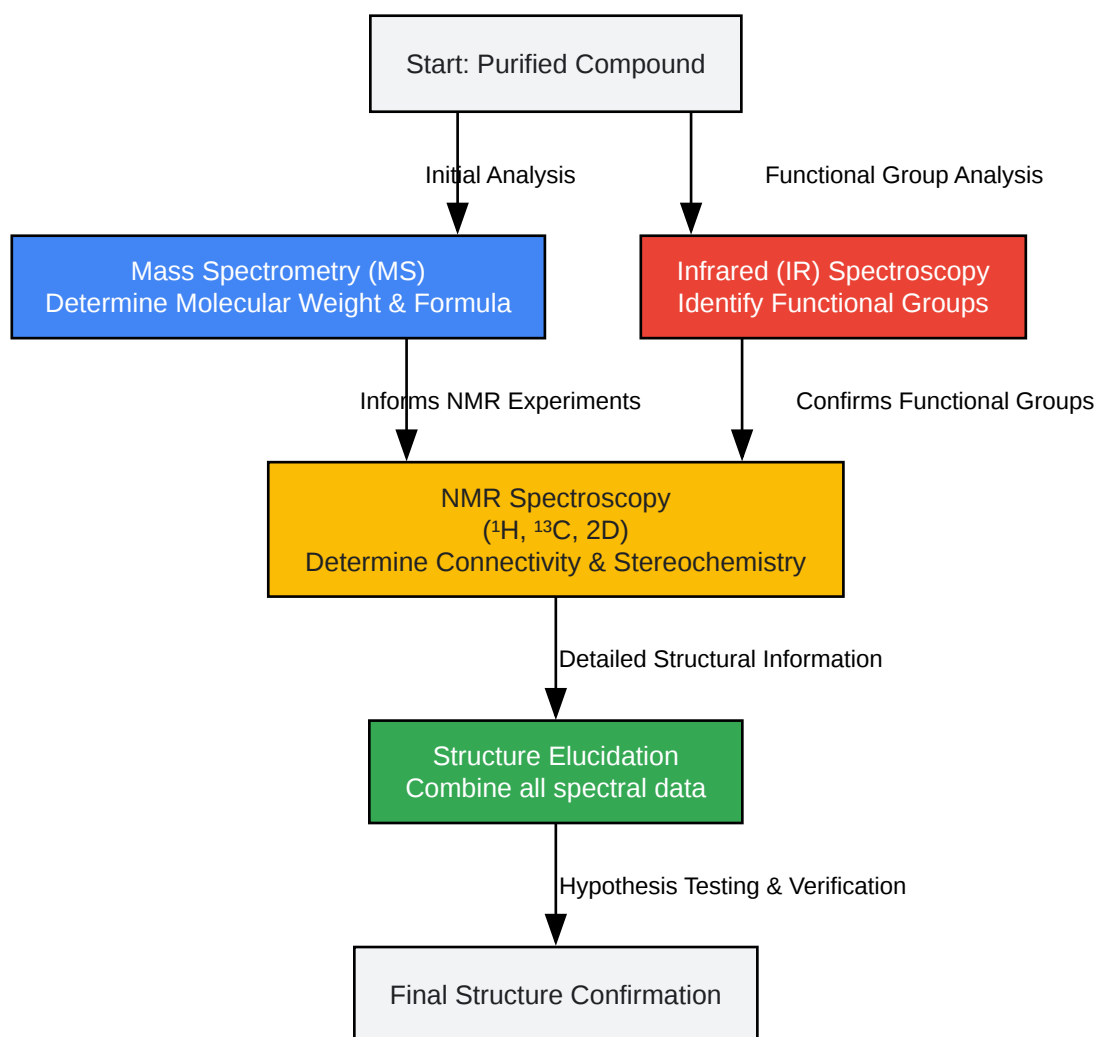 Start: Purified Compound
Initial Analysis
Functional Group Analysis
Mass Spectrometry (MS)
Determine Molecular Weight & Formula
Infrared (IR) Spectroscopy
Identify Functional Groups
Informs NMR Experiments
Confirms Functional Groups
NMR Spectroscopy
(¹H, ¹³C, 2D)
Determine Connectivity & Stereochemistry
Detailed Structural Information
Structure Elucidation
Combine all spectral data
Hypothesis Testing & Verification
Final Structure Confirmation